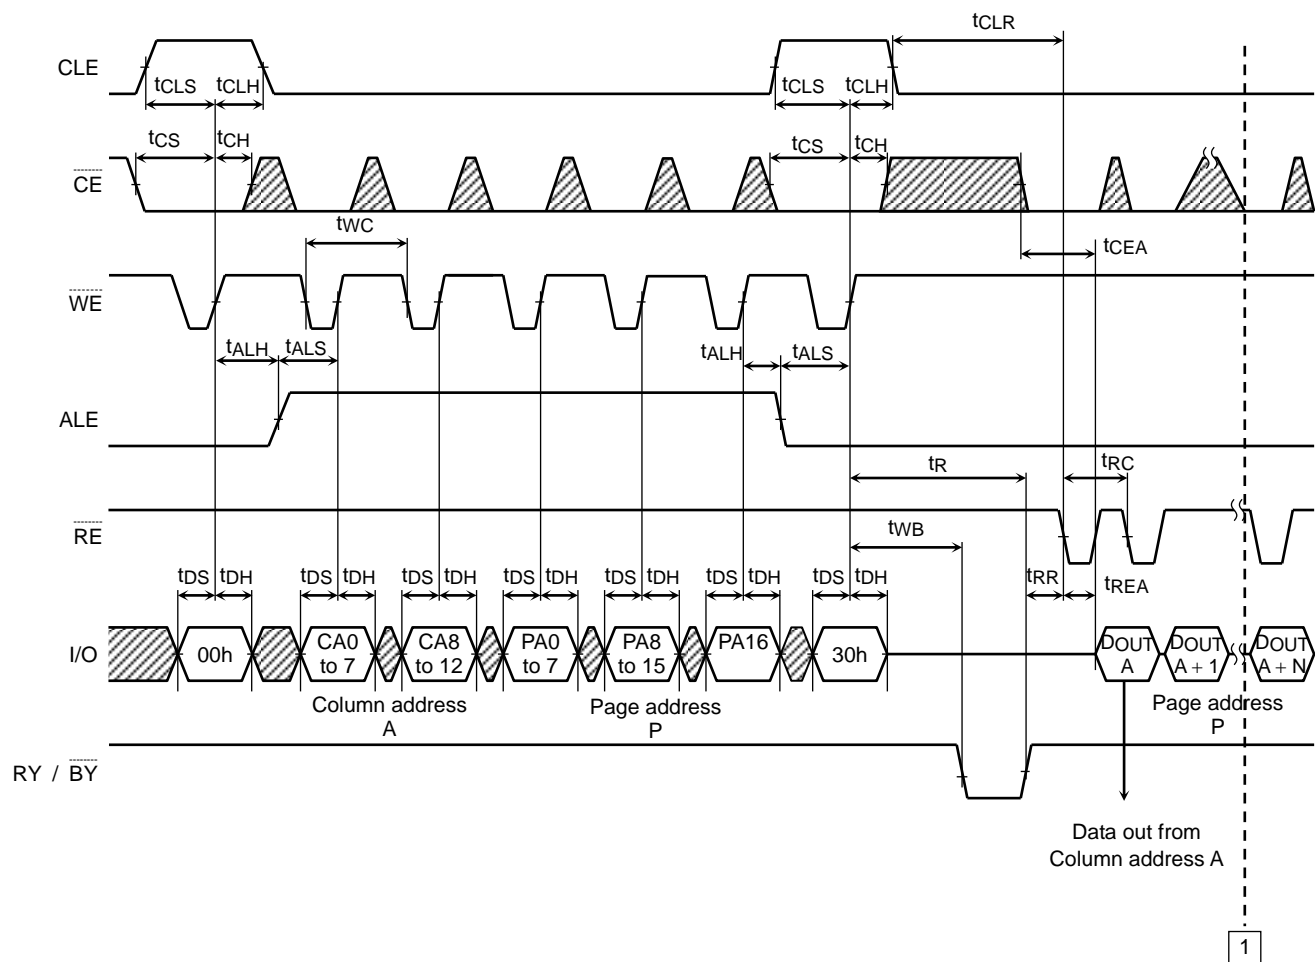 tCLR
CLE
tCLS tCLH tCLS tCLH
tCS tCH tCS tCH
CE
tWC
tCEA
WE
tALH tALS tALH tALS
ALE
tR tRC
RE
tWB
tDS tDH tDS tDH tDS tDH tDS tDH tDS tDH tDS tDH tDS tDH tRR tREA
I/O 00h CA0 to 7 CA8 to 12 PA0 to 7 PA8 to 15 PA16 30h DOUT A DOUT A + 1 DOUT A + N
Column address A
Page address P
Page address P
RY / BY
Data out from
Column address A
1